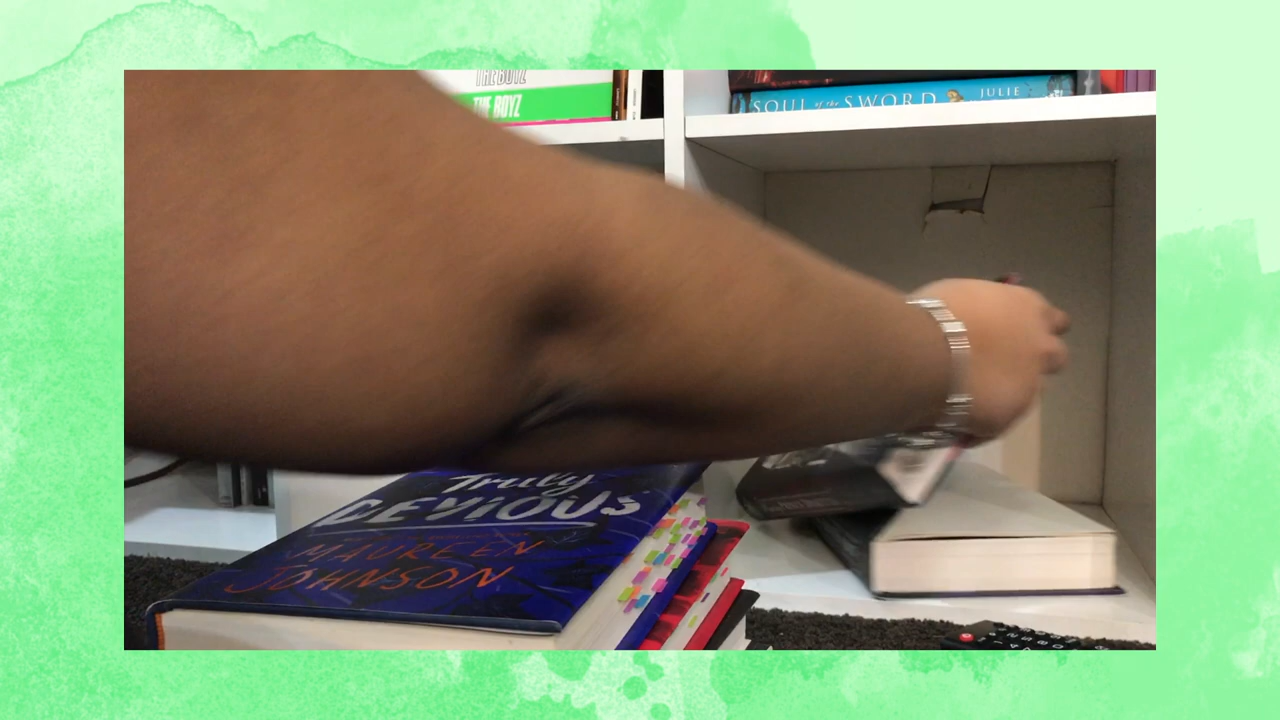 THE BOYZ
THE BOYZ
SOUL of the SWORD
JULIE
Truly
DEVIOUS
MAUREEN
JOHNSON